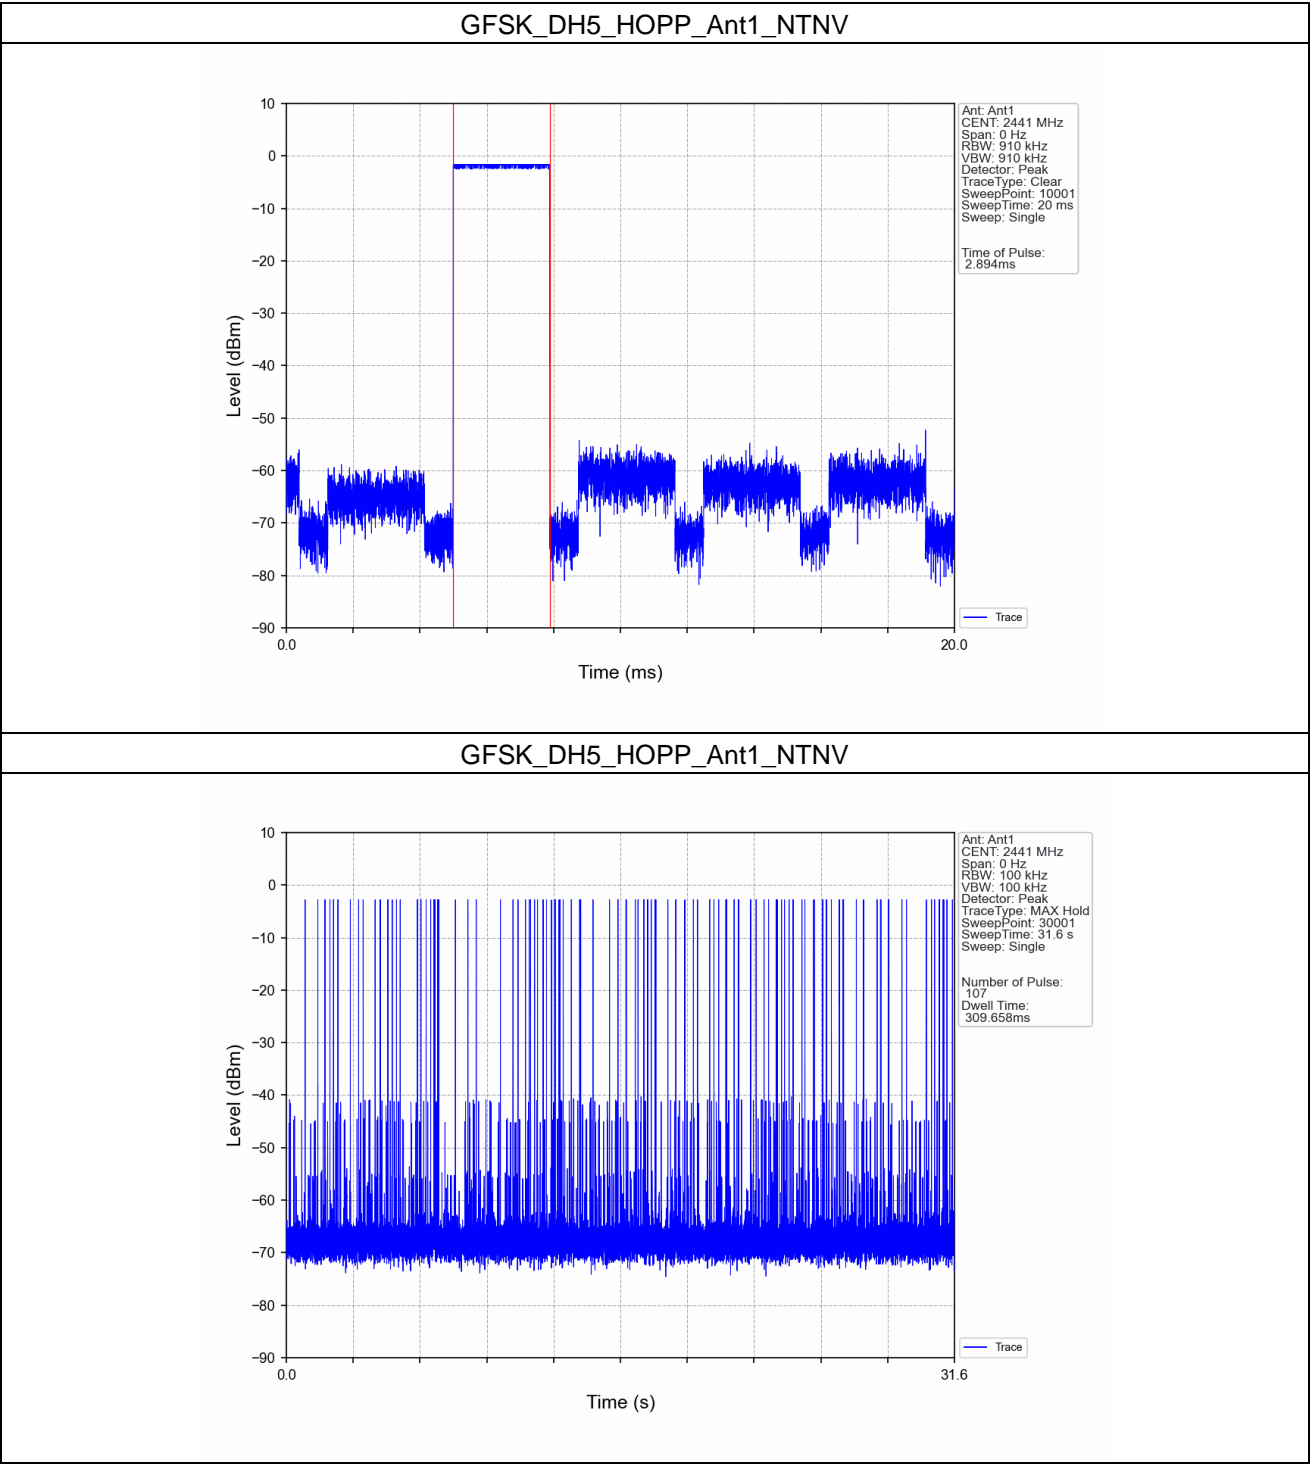 GFSK_DH5_HOPP_Ant1_NTNV
10
0
−10
−20
−30
−40
−50
−60
−70
−80
−90
Level (dBm)
0.0
20.0
Time (ms)
Ant: Ant1
CENT: 2441 MHz
Span: 0 Hz
RBW: 910 kHz
VBW: 910 kHz
Detector: Peak
TraceType: Clear
SweepPoint: 10001
SweepTime: 20 ms
Sweep: Single
Time of Pulse:
2.894ms
Trace
GFSK_DH5_HOPP_Ant1_NTNV
10
0
−10
−20
−30
−40
−50
−60
−70
−80
−90
Level (dBm)
0.0
31.6
Time (s)
Ant: Ant1
CENT: 2441 MHz
Span: 0 Hz
RBW: 100 kHz
VBW: 100 kHz
Detector: Peak
TraceType: MAX Hold
SweepPoint: 30001
SweepTime: 31.6 s
Sweep: Single
Number of Pulse:
107
Dwell Time:
309.658ms
Trace